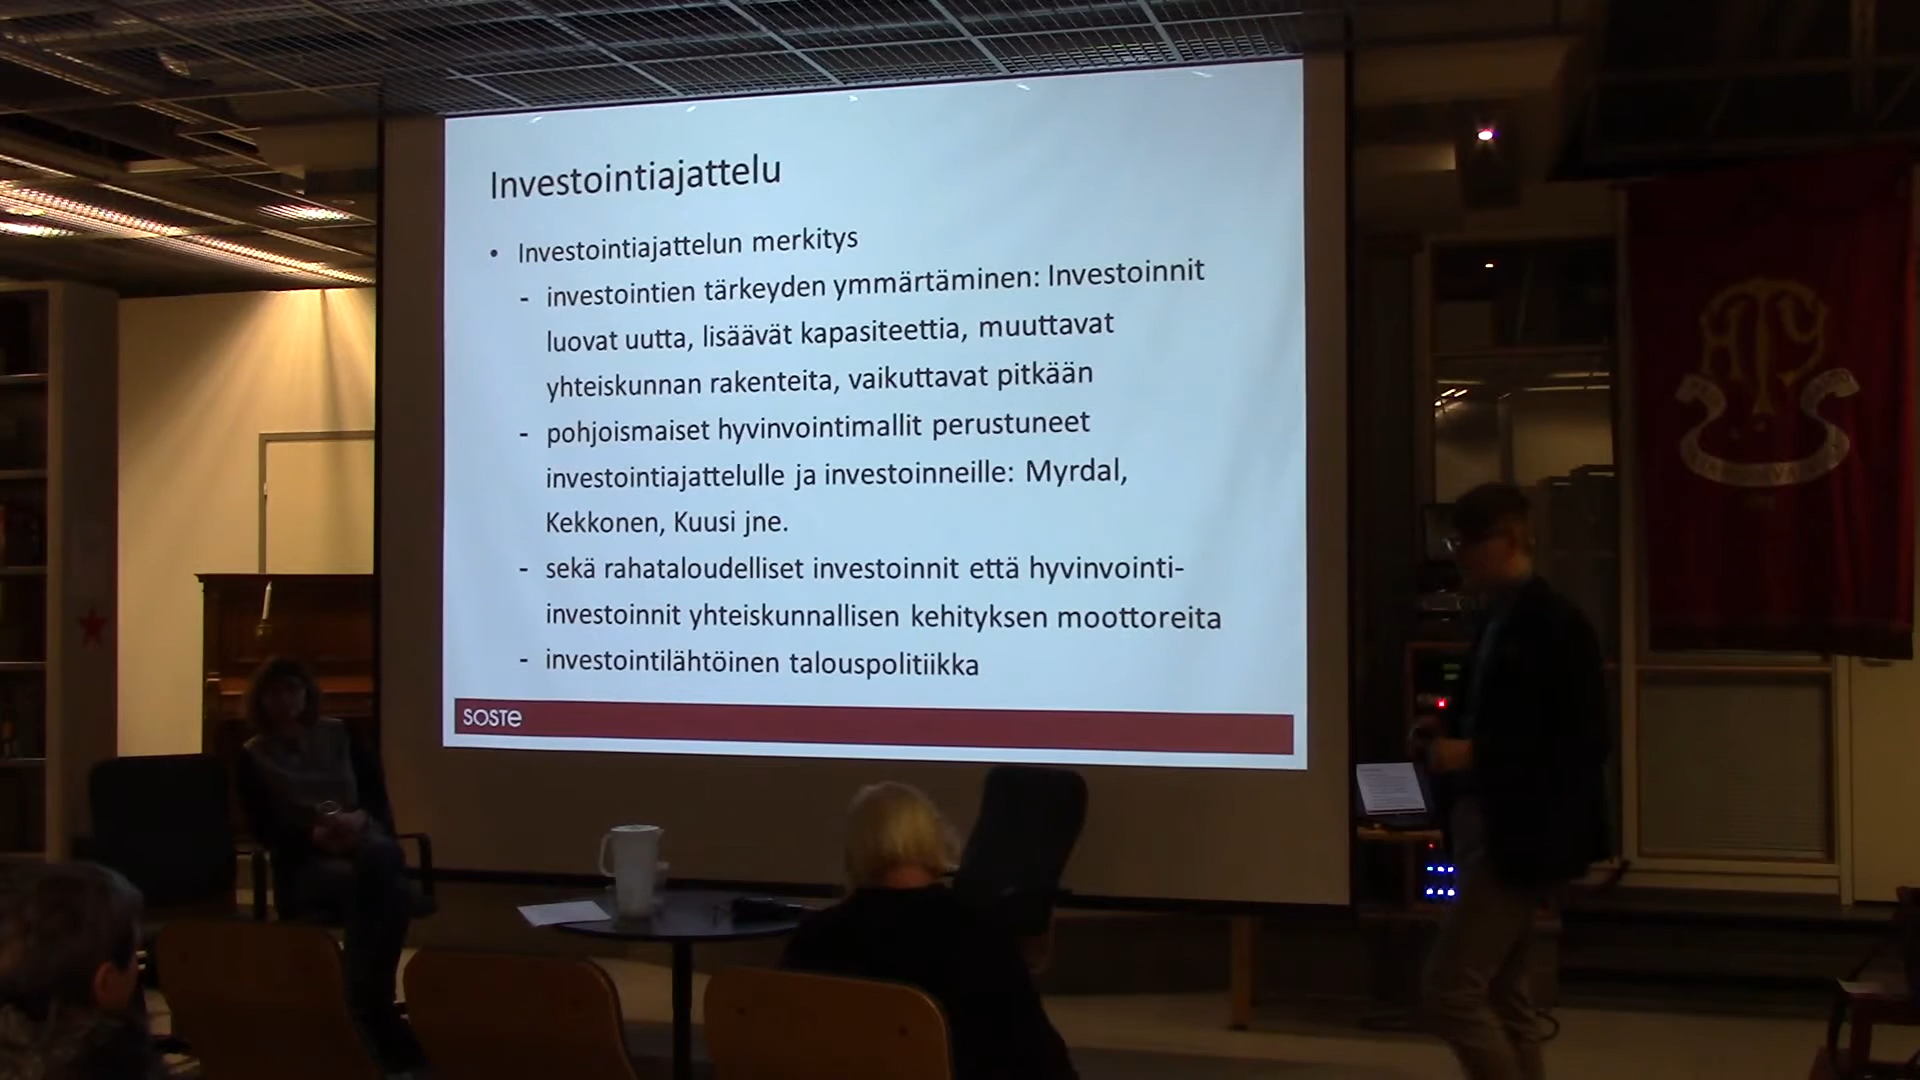 Investointiajattelu
• Investointiajattelun merkitys
- investointien tärkeyden ymmärtäminen: Investoinnit
luovat uutta, lisäävät kapasiteettia, muuttavat
yhteiskunnan rakenteita, vaikuttavat pitkään
- pohjoismaiset hyvinvointimallit perustuneet
investointiajattelulle ja investoinneille: Myrdal,
Kekkonen, Kuusi jne.
- sekä rahataloudelliset investoinnit että hyvinvointi-
investoinnit yhteiskunnallisen kehityksen moottoreita
- investointilähtöinen talouspolitiikka
SOSTe